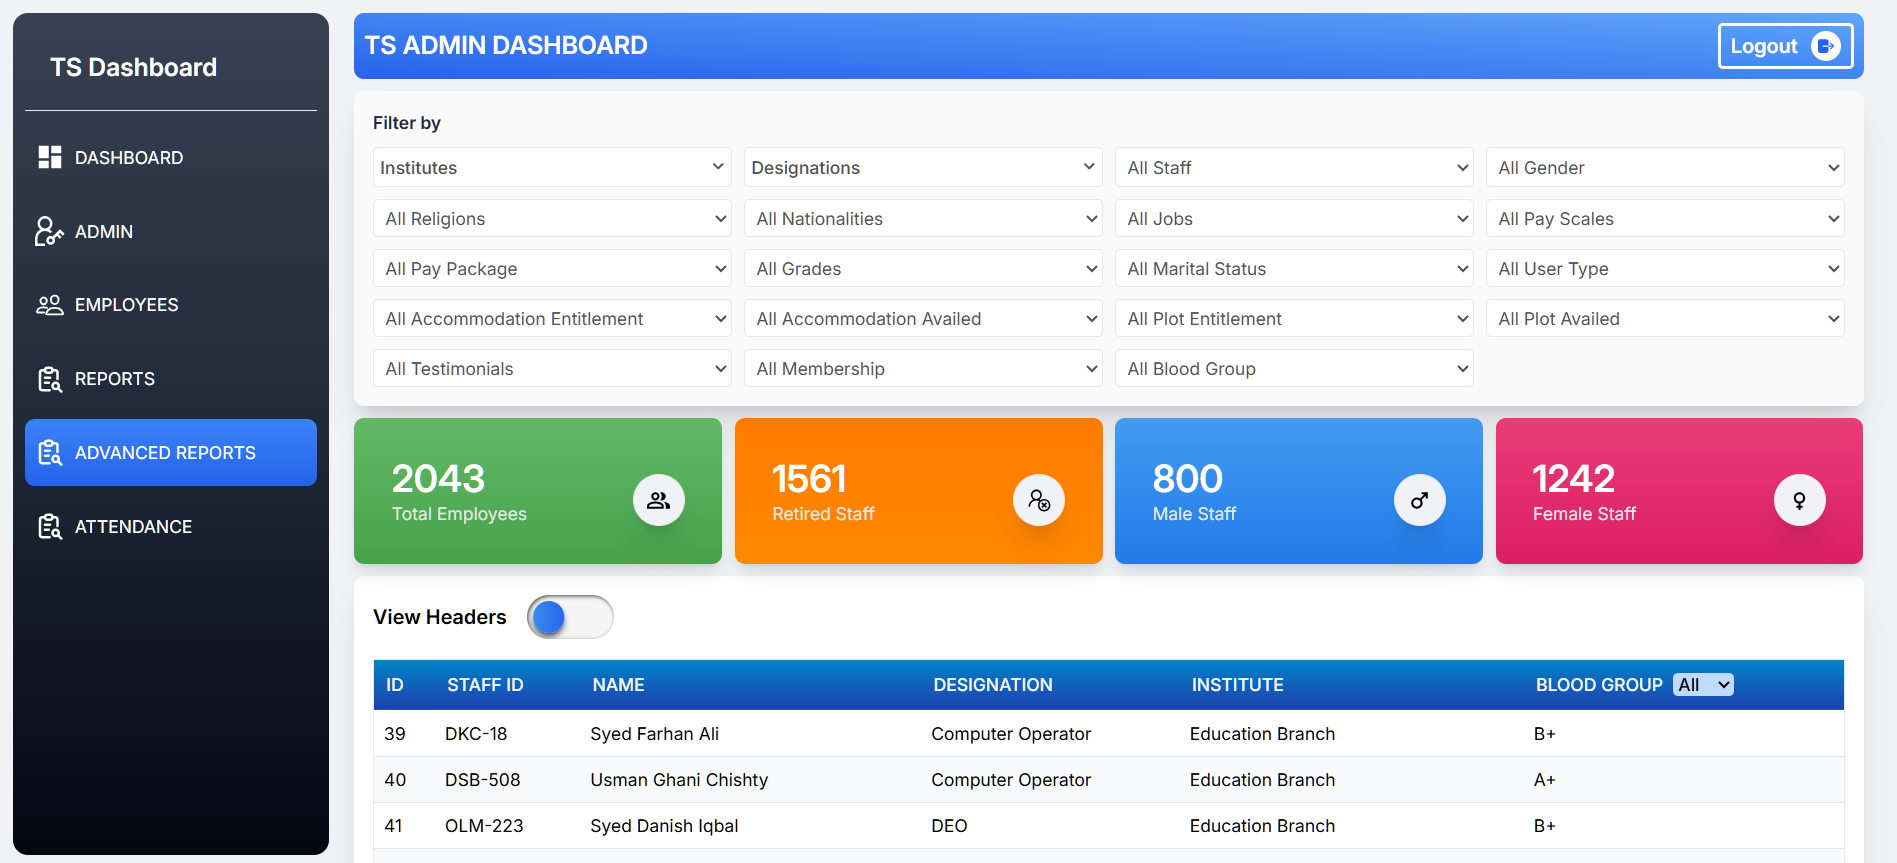 TS Dashboard
DASHBOARD
ADMIN
EMPLOYEES
REPORTS
ADVANCED REPORTS
ATTENDANCE
TS ADMIN DASHBOARD
Logout
Filter by
Institutes Designations All Staff All Gender
All Religions All Nationalities All Jobs All Pay Scales
All Pay Package All Grades All Marital Status All User Type
All Accommodation Entitlement All Accommodation Availed All Plot Entitlement All Plot Availed
All Testimonials All Membership All Blood Group
2043 1561 800 1242
Total Employees Retired Staff Male Staff Female Staff
View Headers
ID STAFF ID NAME DESIGNATION INSTITUTE BLOOD GROUP All
39 DKC-18 Syed Farhan Ali Computer Operator Education Branch B+
40 DSB-508 Usman Ghani Chishty Computer Operator Education Branch A+
41 OLM-223 Syed Danish Iqbal DEO Education Branch B+